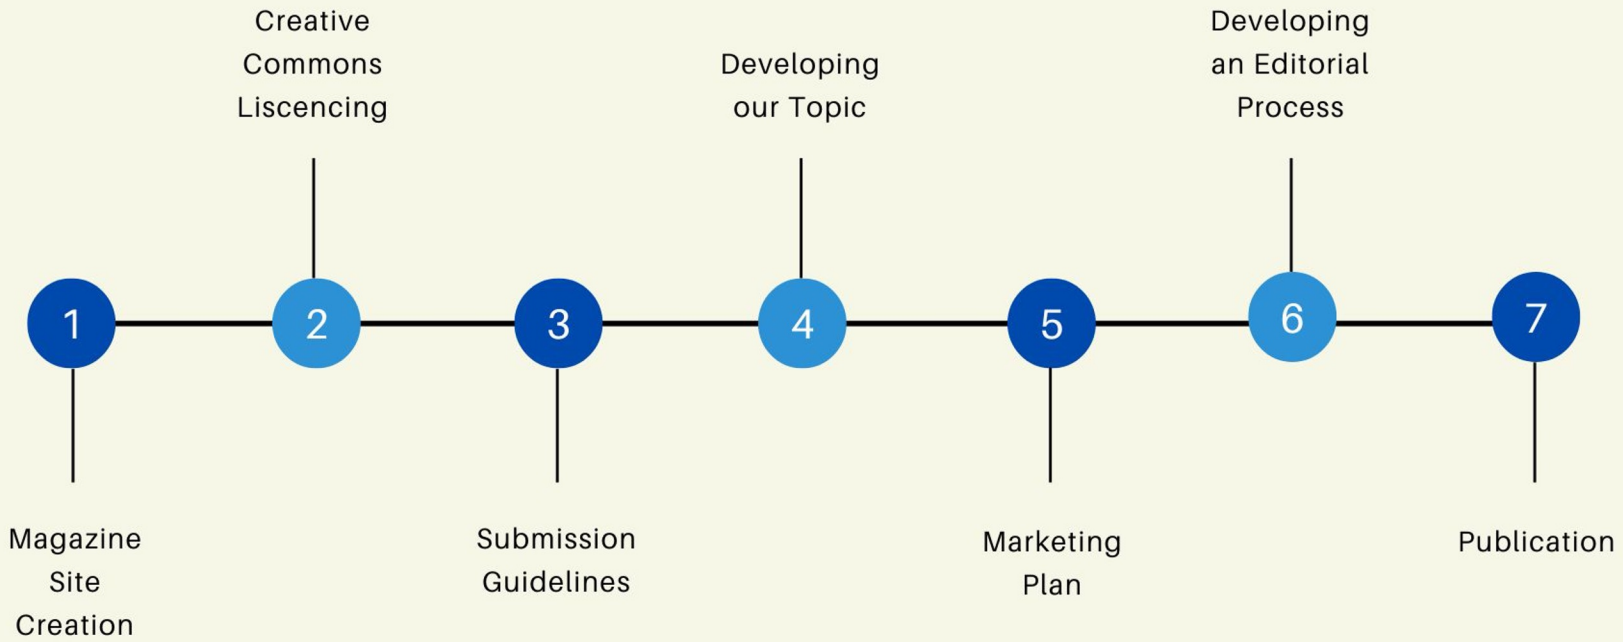 Creative
Commons
Liscencing
Developing
our Topic
Developing
an Editorial
Process
1
2
3
4
5
6
7
Magazine
Site
Creation
Submission
Guidelines
Marketing
Plan
Publication